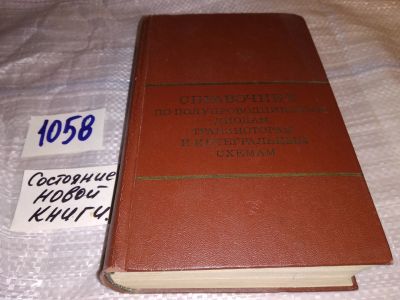 1058
Состояние
новой
книги.
СПРАВОЧНИК
ПО ПОЛУПРОВОДНИКОВЫМ
ДИОДАМ,
ТРАНЗИСТОРАМ
И ИНТЕГРАЛЬНЫМ
СХЕМАМ